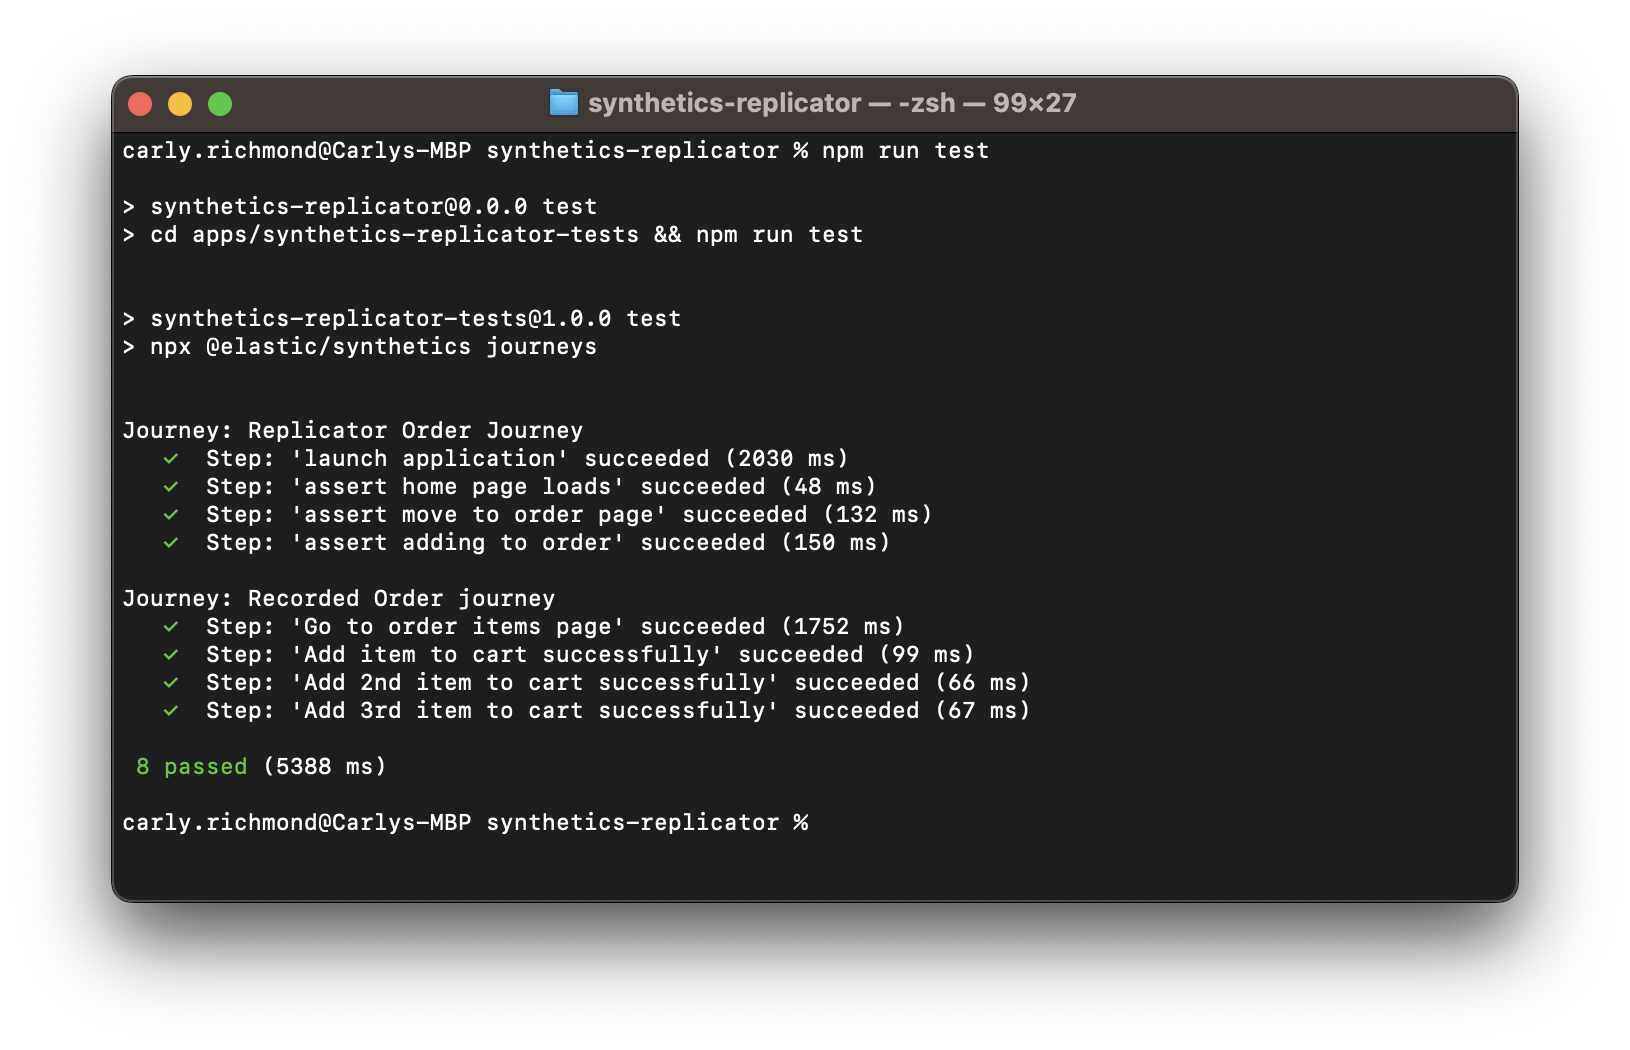 synthetics-replicator — -zsh — 99×27
carly.richmond@Carlys-MBP synthetics-replicator % npm run test
> synthetics-replicator@0.0.0 test
> cd apps/synthetics-replicator-tests && npm run test
> synthetics-replicator-tests@1.0.0 test
> npx @elastic/synthetics journeys
Journey: Replicator Order Journey
✓ Step: 'launch application' succeeded (2030 ms)
✓ Step: 'assert home page loads' succeeded (48 ms)
✓ Step: 'assert move to order page' succeeded (132 ms)
✓ Step: 'assert adding to order' succeeded (150 ms)
Journey: Recorded Order journey
✓ Step: 'Go to order items page' succeeded (1752 ms)
✓ Step: 'Add item to cart successfully' succeeded (99 ms)
✓ Step: 'Add 2nd item to cart successfully' succeeded (66 ms)
✓ Step: 'Add 3rd item to cart successfully' succeeded (67 ms)
8 passed (5388 ms)
carly.richmond@Carlys-MBP synthetics-replicator %